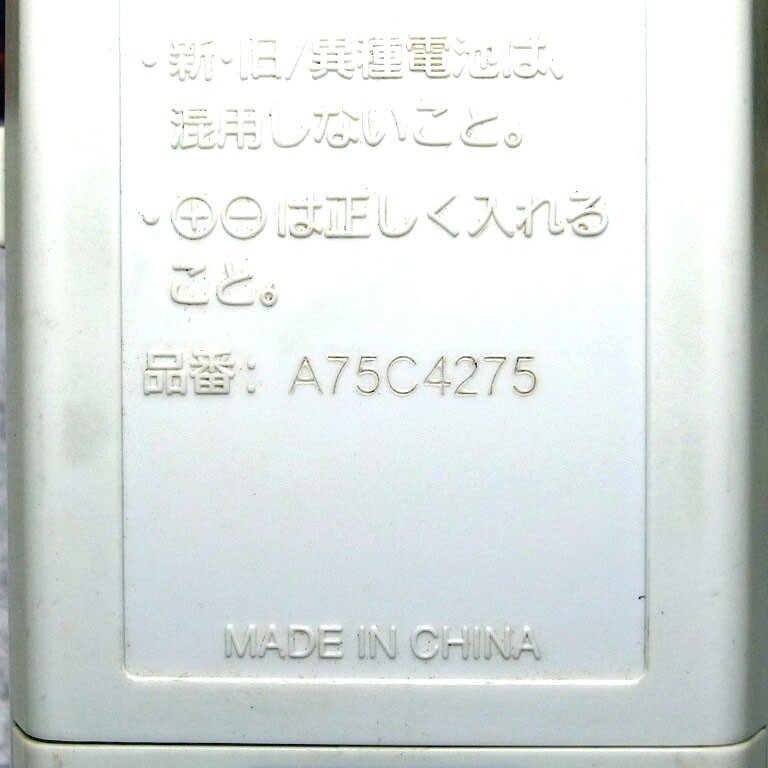 ・新・旧/異種電池は、
混用しないこと。
・⊕⊖は正しく入れる
こと。
品番: A75C4275
MADE IN CHINA